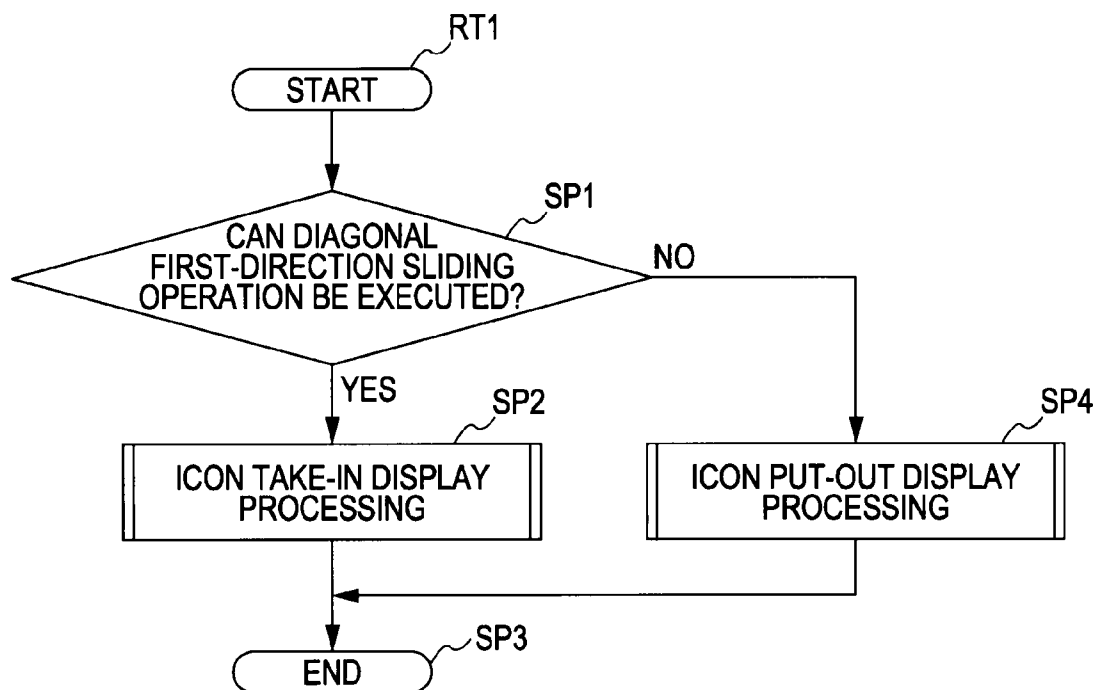 RT1
START
SP1
CAN DIAGONAL
FIRST-DIRECTION SLIDING
OPERATION BE EXECUTED?
NO
YES
SP2
ICON TAKE-IN DISPLAY
PROCESSING
SP4
ICON PUT-OUT DISPLAY
PROCESSING
SP3
END